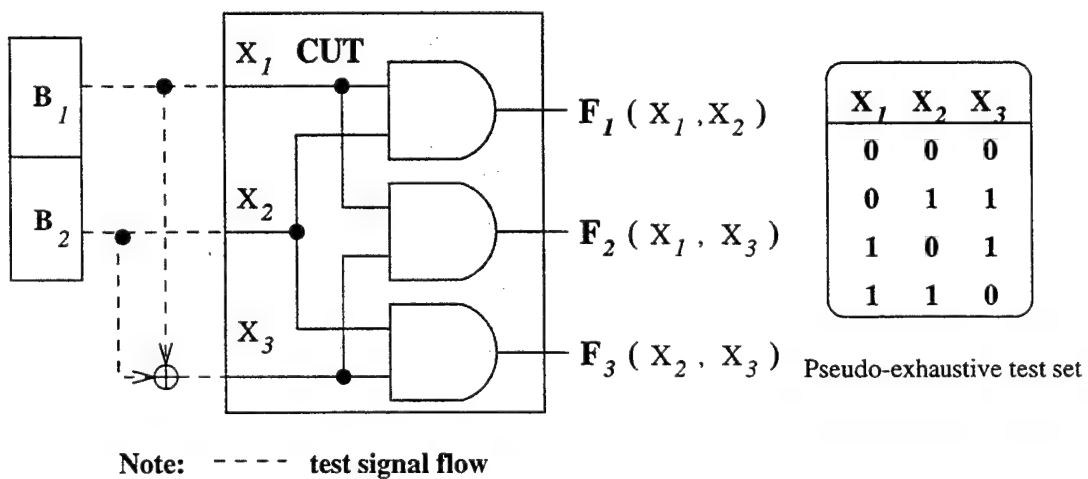 B1
B2
X1 CUT
X2
X3
F1 ( X1 , X2 )
F2 ( X1 , X3 )
F3 ( X2 , X3 )
X1 X2 X3
0 0 0
0 1 1
1 0 1
1 1 0
Pseudo-exhaustive test set
Note: ---- test signal flow